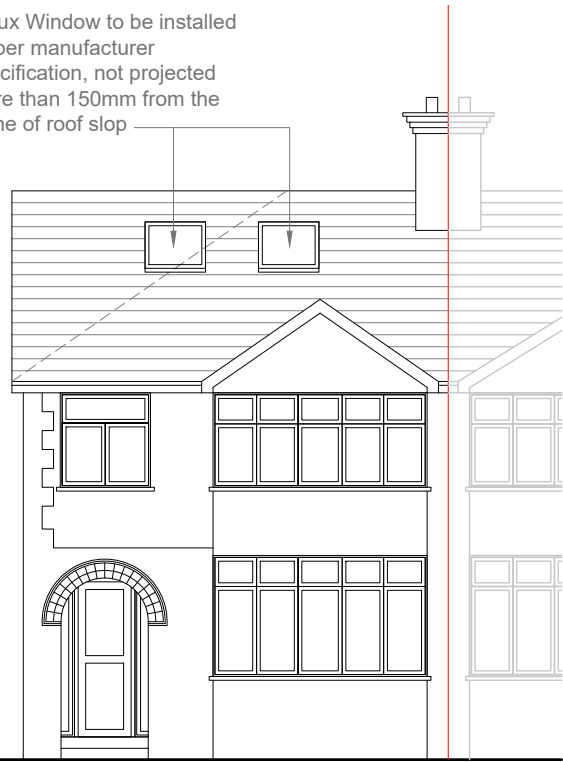 ux Window to be installed
per manufacturer
cification, not projected
re than 150mm from the
ne of roof slop